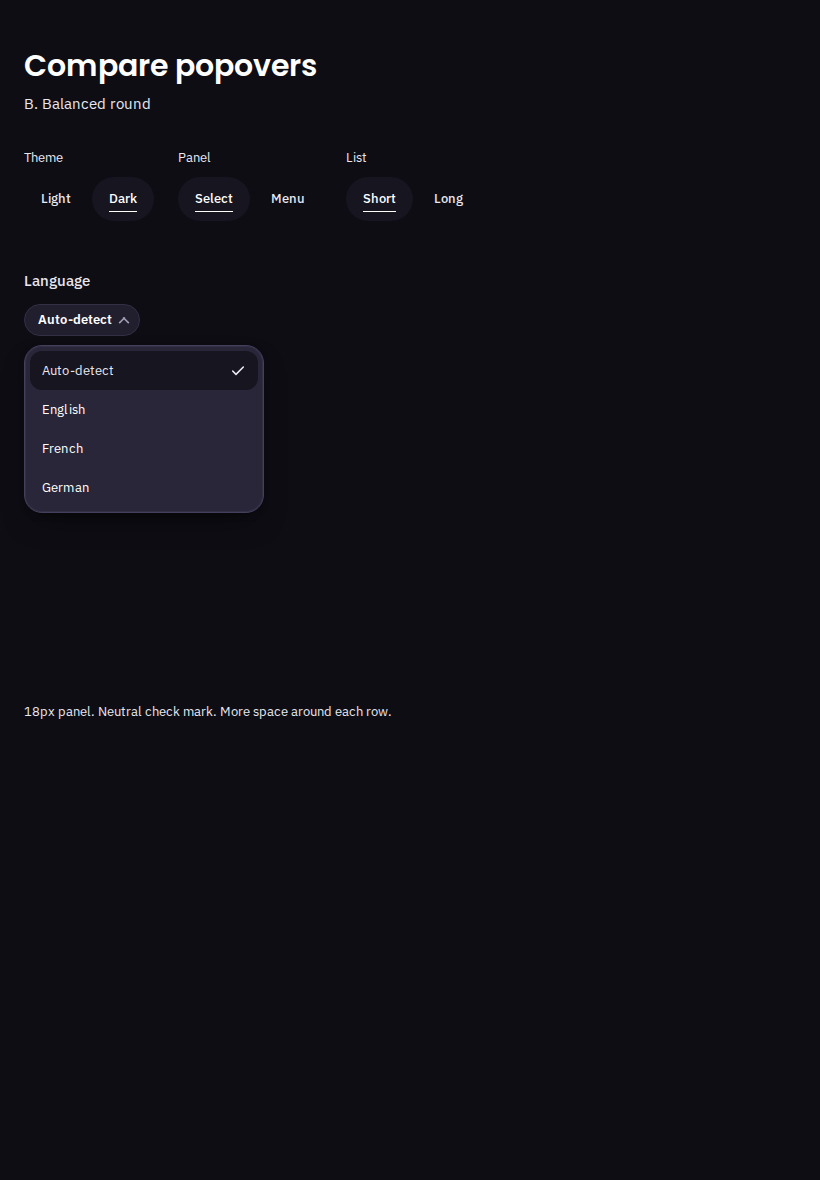 Compare popovers
B. Balanced round
Theme Panel List
Light Dark Select Menu Short Long
Language
Auto-detect
Auto-detect
English
French
German
18px panel. Neutral check mark. More space around each row.